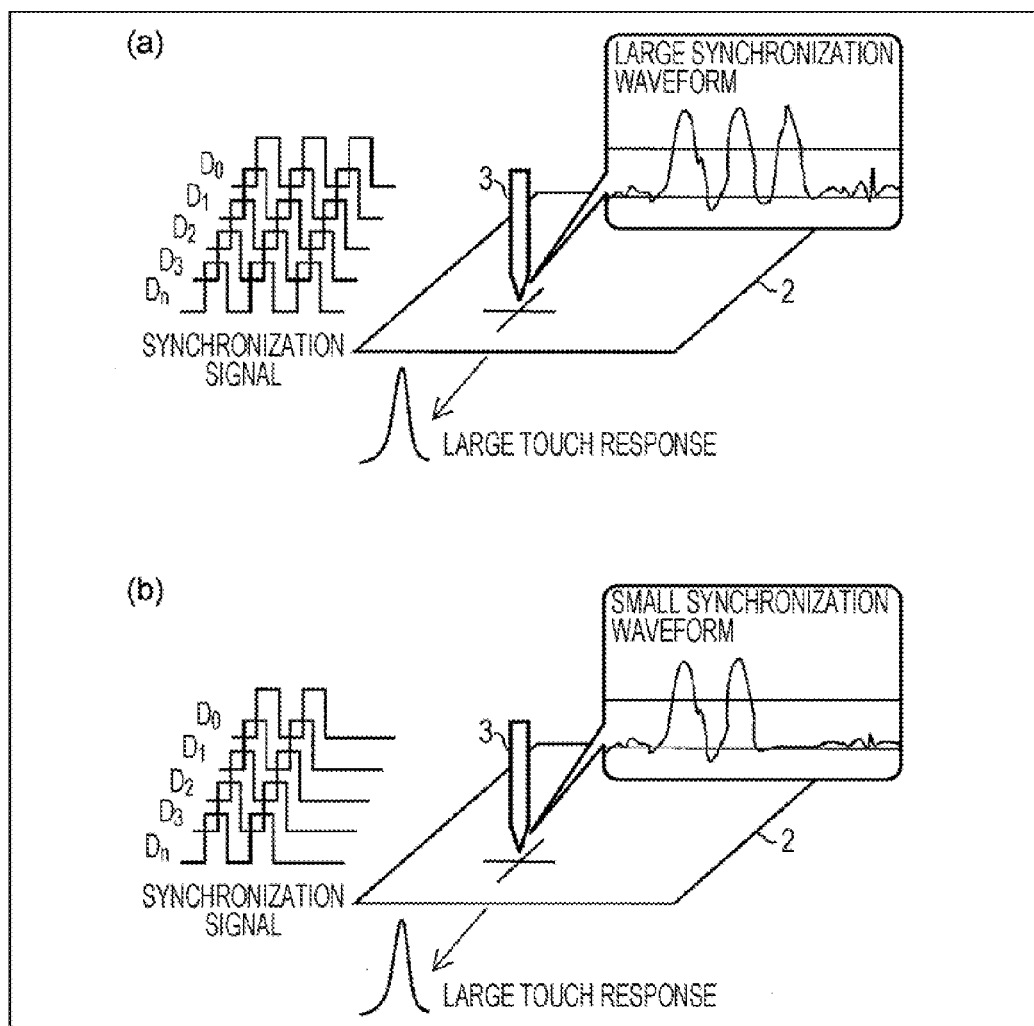 (a)
LARGE SYNCHRONIZATION
WAVEFORM
D0
D1
D2
D3
Dn
3
2
SYNCHRONIZATION
SIGNAL
LARGE TOUCH RESPONSE
(b)
SMALL SYNCHRONIZATION
WAVEFORM
D0
D1
D2
D3
Dn
3
2
SYNCHRONIZATION
SIGNAL
LARGE TOUCH RESPONSE